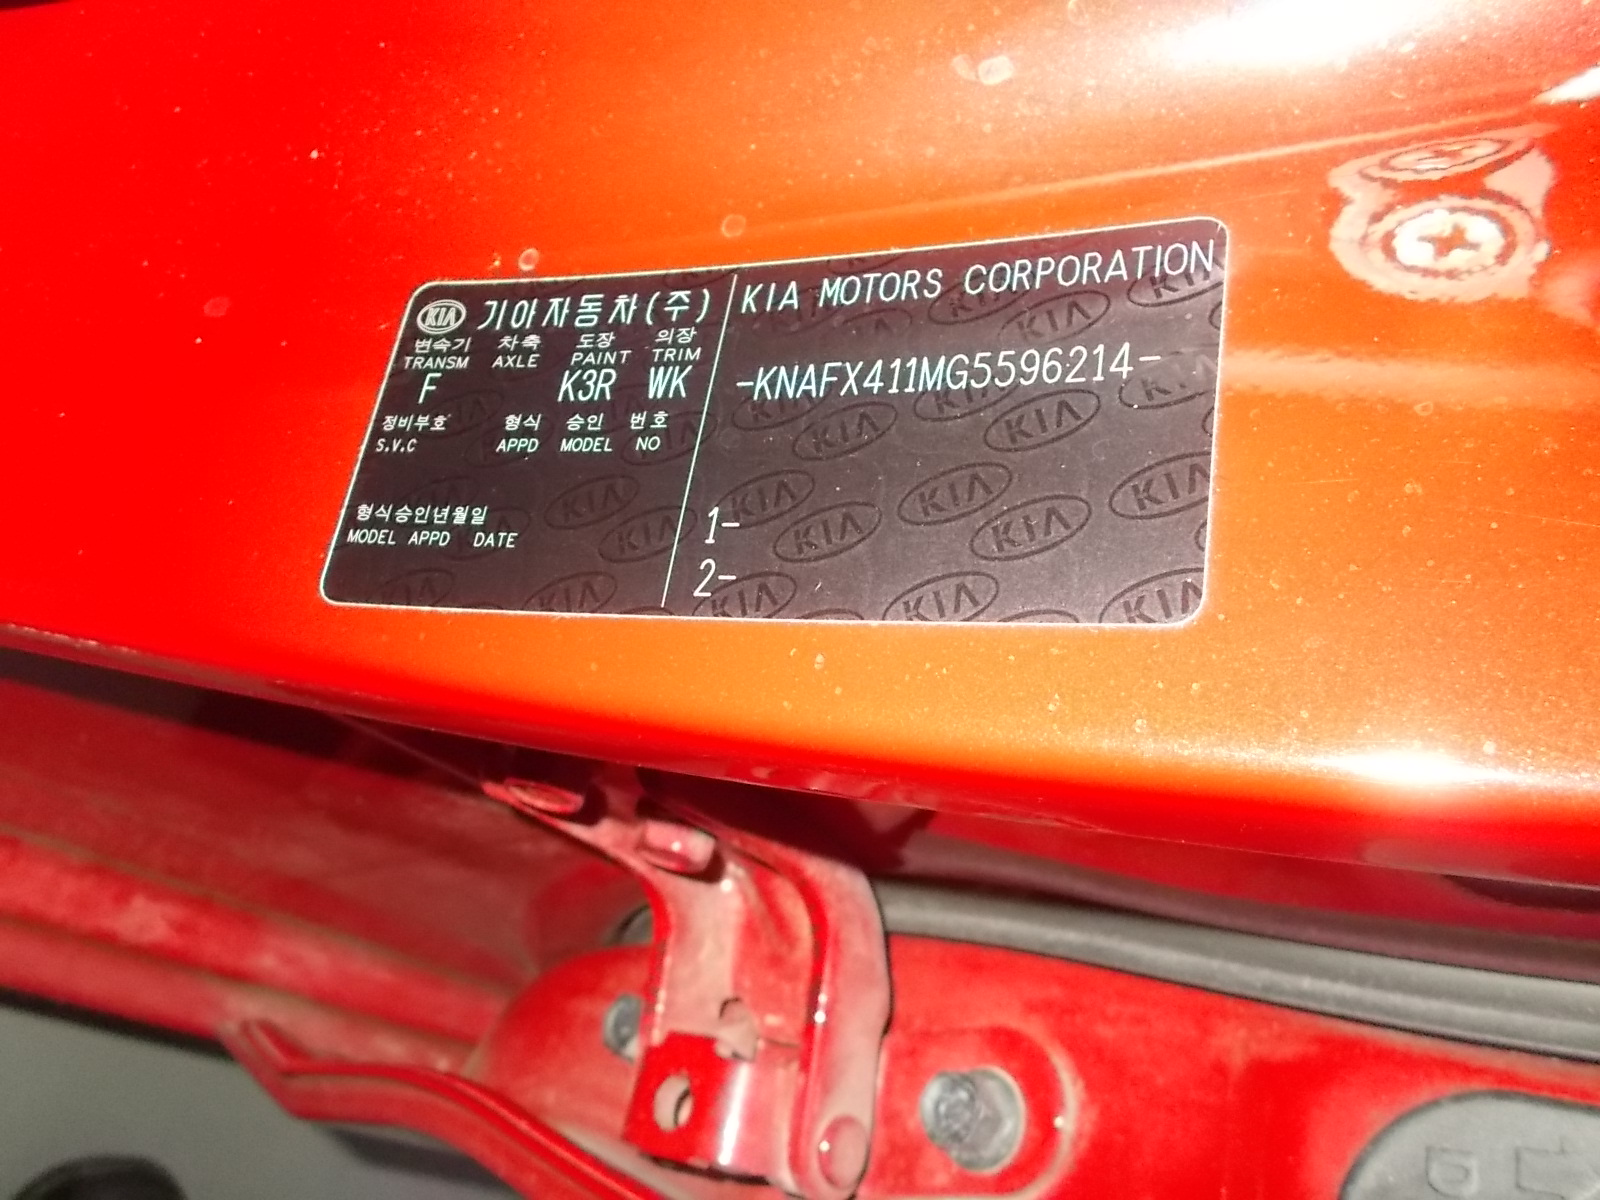 KIA 기아자동차(주)
변속기 차축 도장 의장
TRANSM AXLE PAINT TRIM
F K3R WK
정비부호 형식 승인 번호
S.V.C APPD MODEL NO
형식승인년월일
MODEL APPD DATE
KIA MOTORS CORPORATION
-KNAFX411MG5596214-
1-
2-